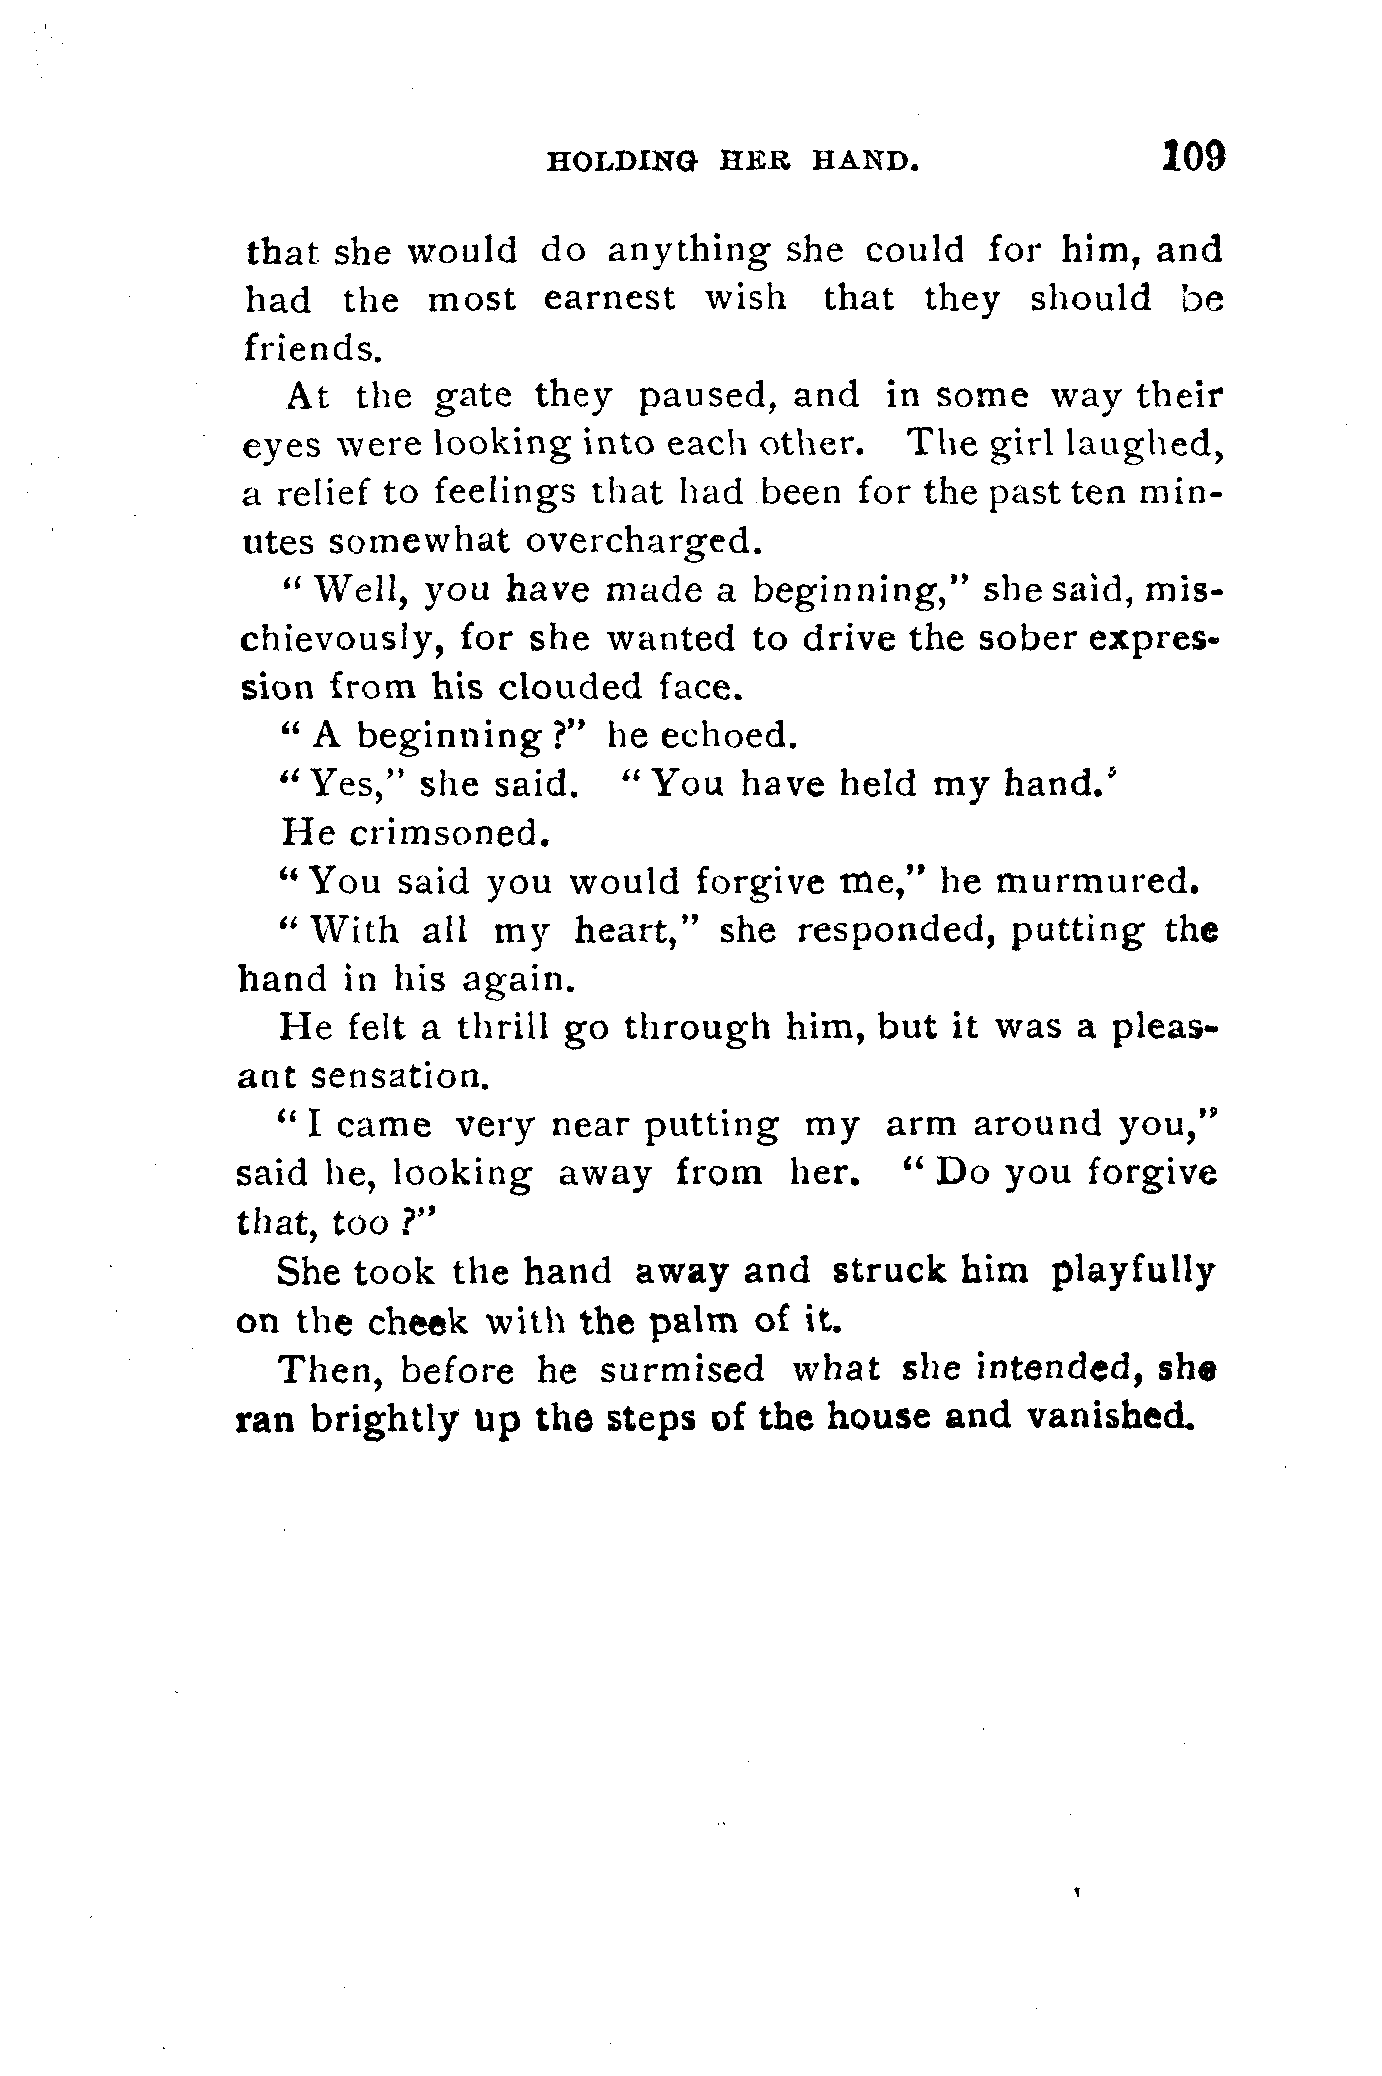 HOLDING HER HAND. 109
that she would do anything she could for him, and
had the most earnest wish that they should be
friends.
At the gate they paused, and in some way their
eyes were looking into each other. The girl laughed,
a relief to feelings that had been for the past ten min-
utes somewhat overcharged.
" Well, you have made a beginning," she said, mis-
chievously, for she wanted to drive the sober expres-
sion from his clouded face.
" A beginning ?" he echoed.
" Yes," she said. " You have held my hand.'
He crimsoned.
" You said you would forgive me," he murmured.
" With all my heart," she responded, putting the
hand in his again.
He felt a thrill go through him, but it was a pleas-
ant sensation.
" I came very near putting my arm around you,"
said he, looking away from her. " Do you forgive
that, too ?"
She took the hand away and struck him playfully
on the cheek with the palm of it.
Then, before he surmised what she intended, she
ran brightly up the steps of the house and vanished.